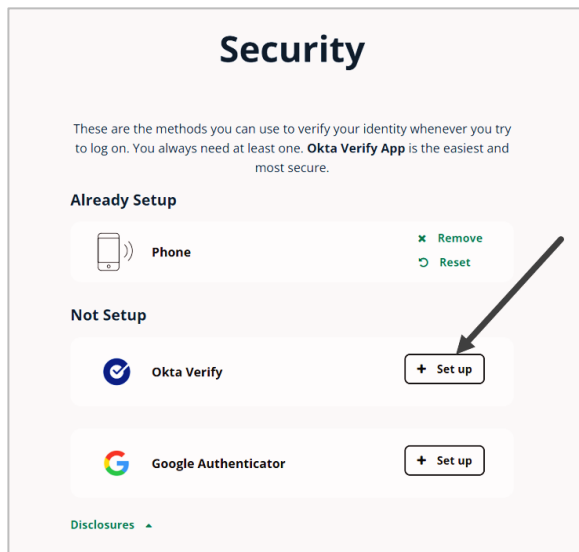 Security
These are the methods you can use to verify your identity whenever you try
to log on. You always need at least one. Okta Verify App is the easiest and
most secure.
Already Setup
Phone
Remove
Reset
Not Setup
Okta Verify
+ Set up
Google Authenticator
+ Set up
Disclosures